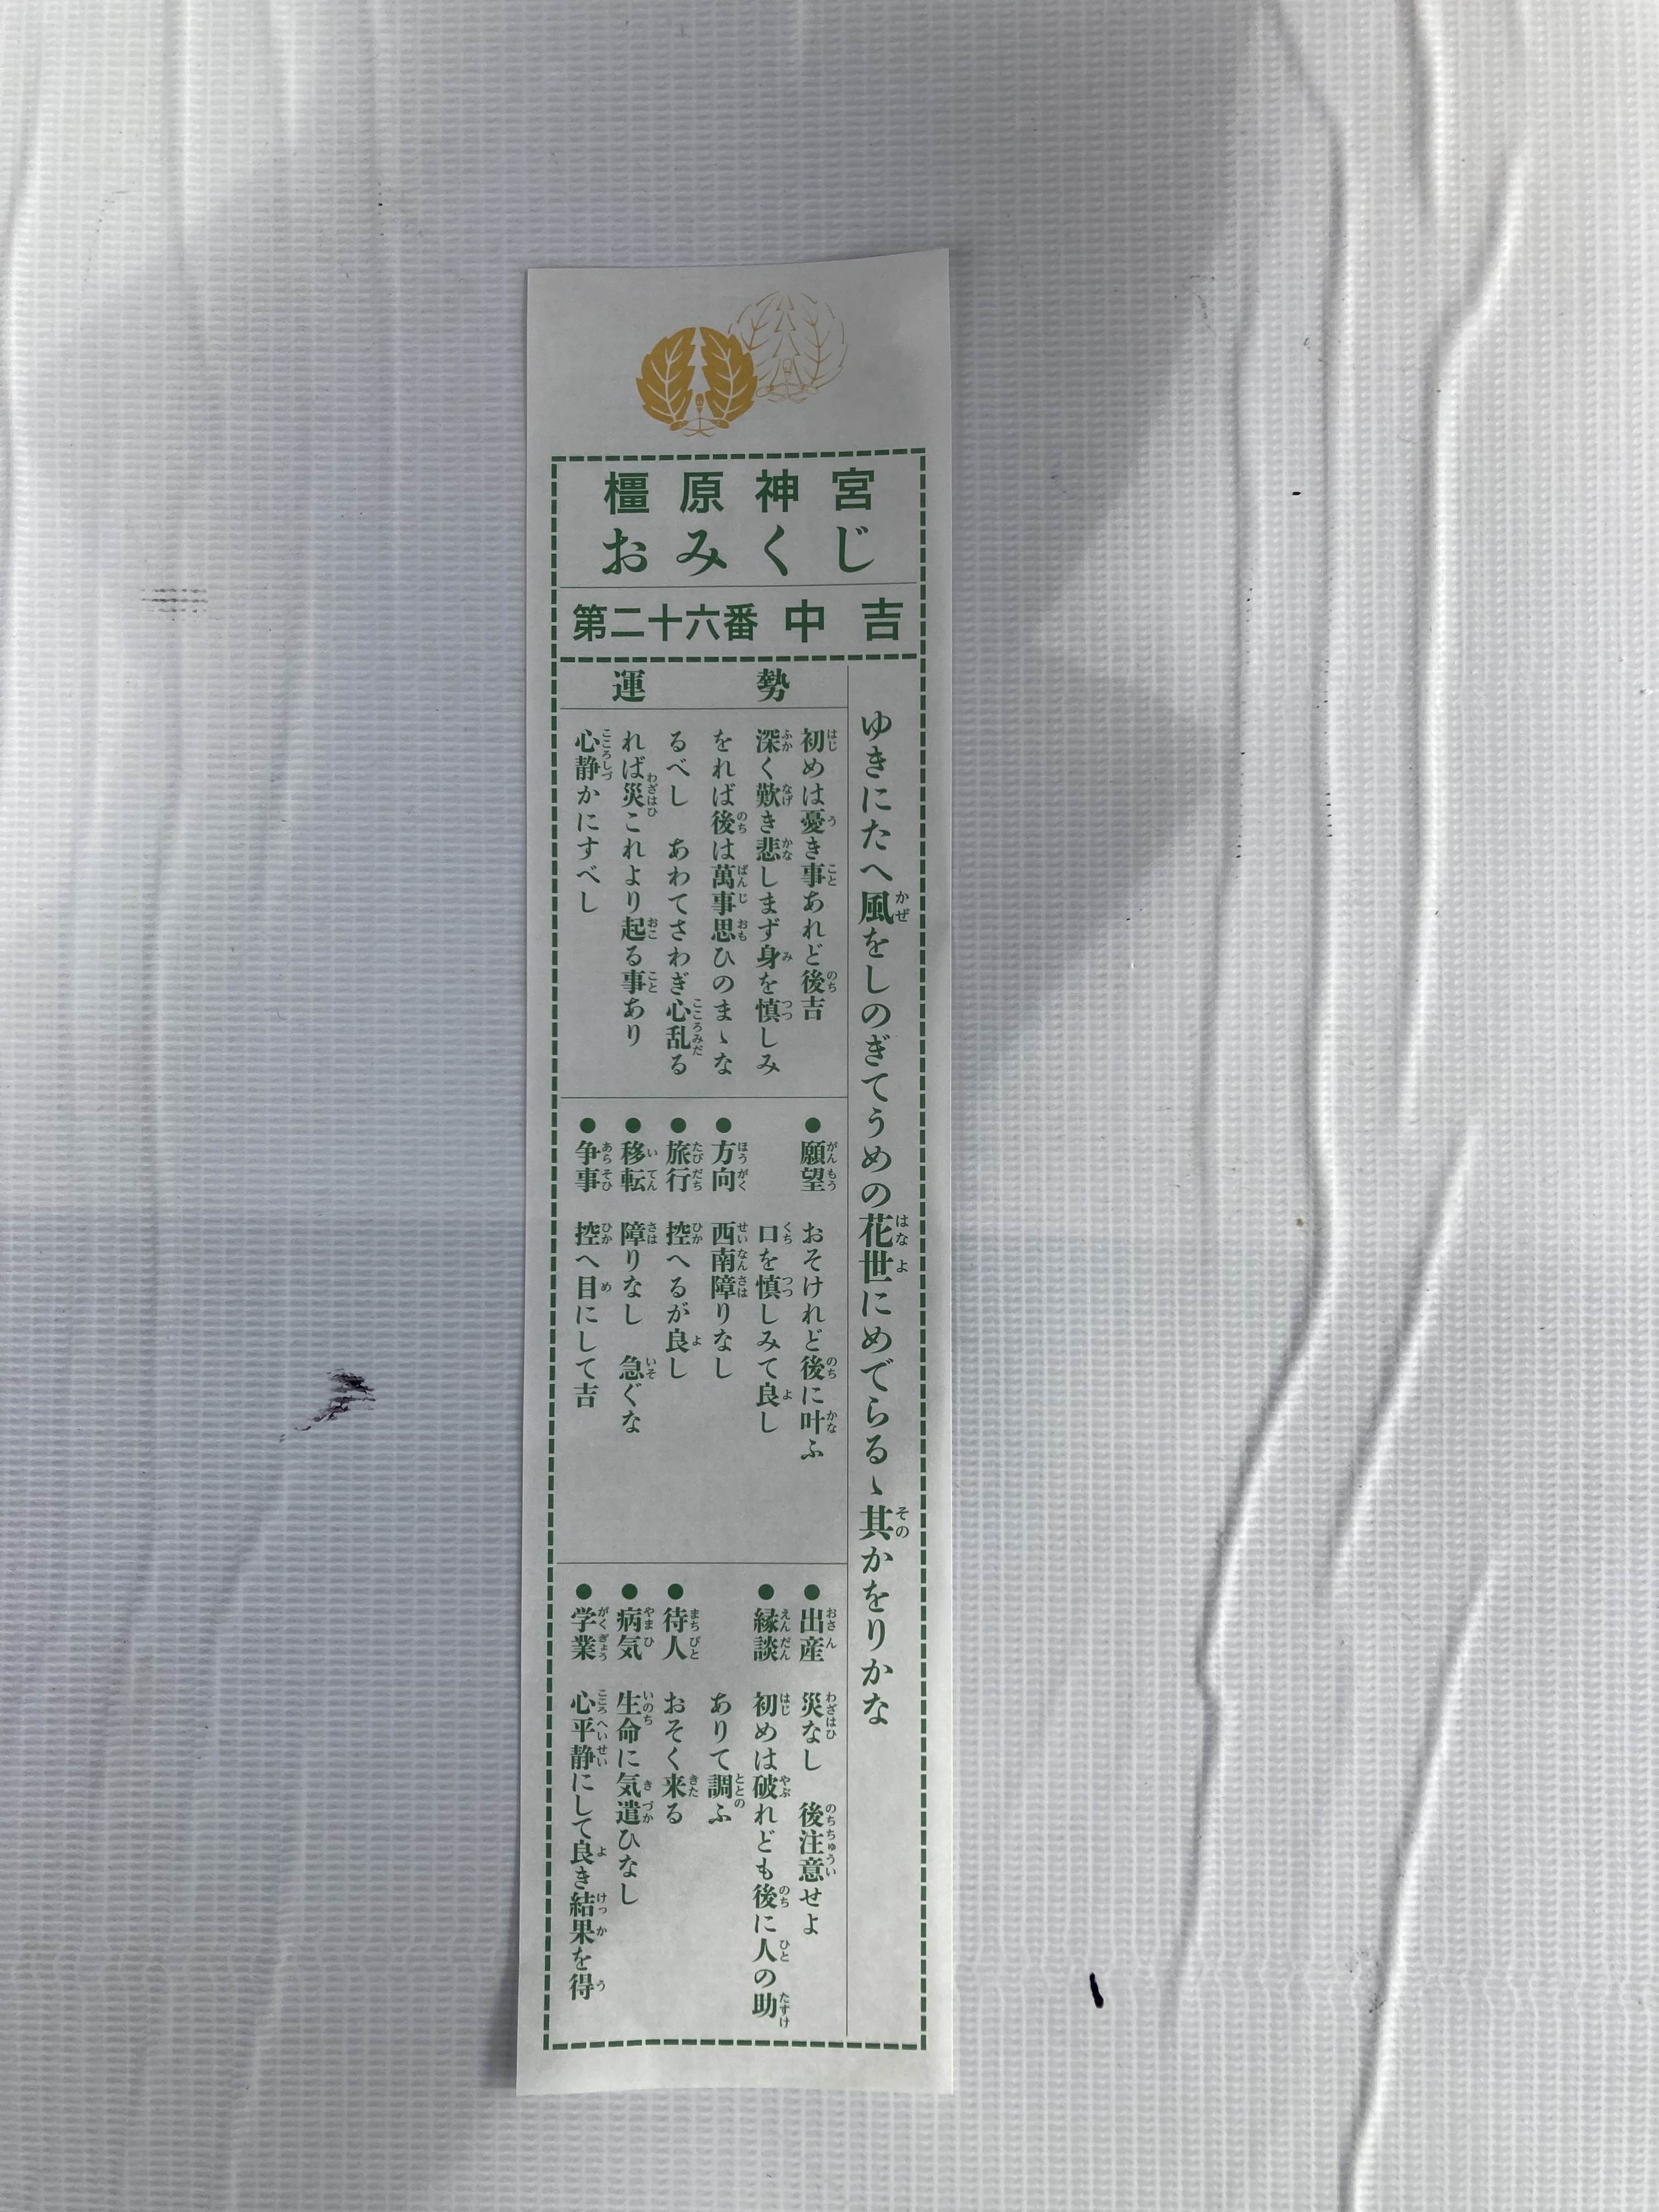 橿原神宮
おみくじ
第二十六番 中吉
ゆきにたへ風をしのぎてうめの花世にめでらるゝ其かをりかな
運勢
初めは憂き事あれど後吉
深く歎き悲しまず身を慎しみ
をれば後は萬事思ひのまゝな
るべし　あわてさわぎ心乱る
れば災これより起る事あり
心静かにすべし
●願望　おそけれど後に叶ふ
口を慎しみて良し
●方向　西南障りなし
●旅行　控へるが良し
●移転　障りなし　急ぐな
●争事　控へ目にして吉
●出産　災なし　後注意せよ
●縁談　初めは破れども後に人の助
ありて調ふ
●待人　おそく来る
●病気　生命に気遣ひなし
●学業　心平静にして良き結果を得